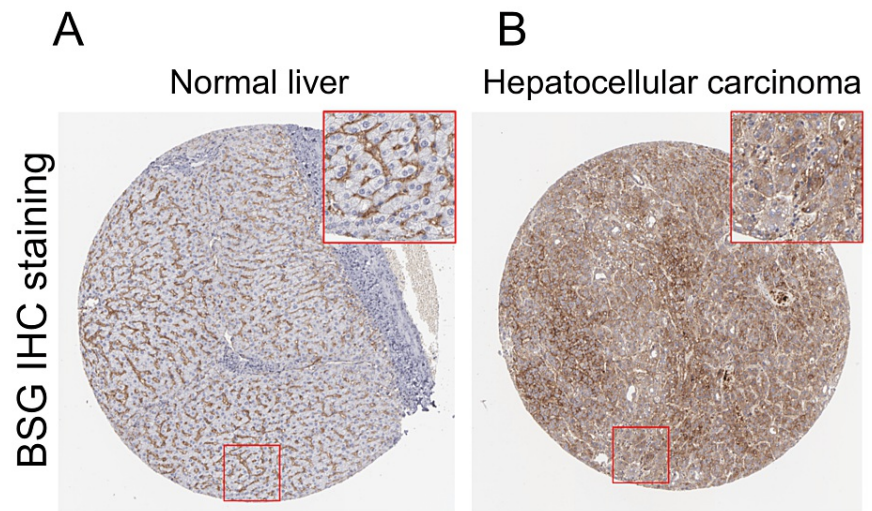 A
B
Normal liver
Hepatocellular carcinoma
BSG IHC staining